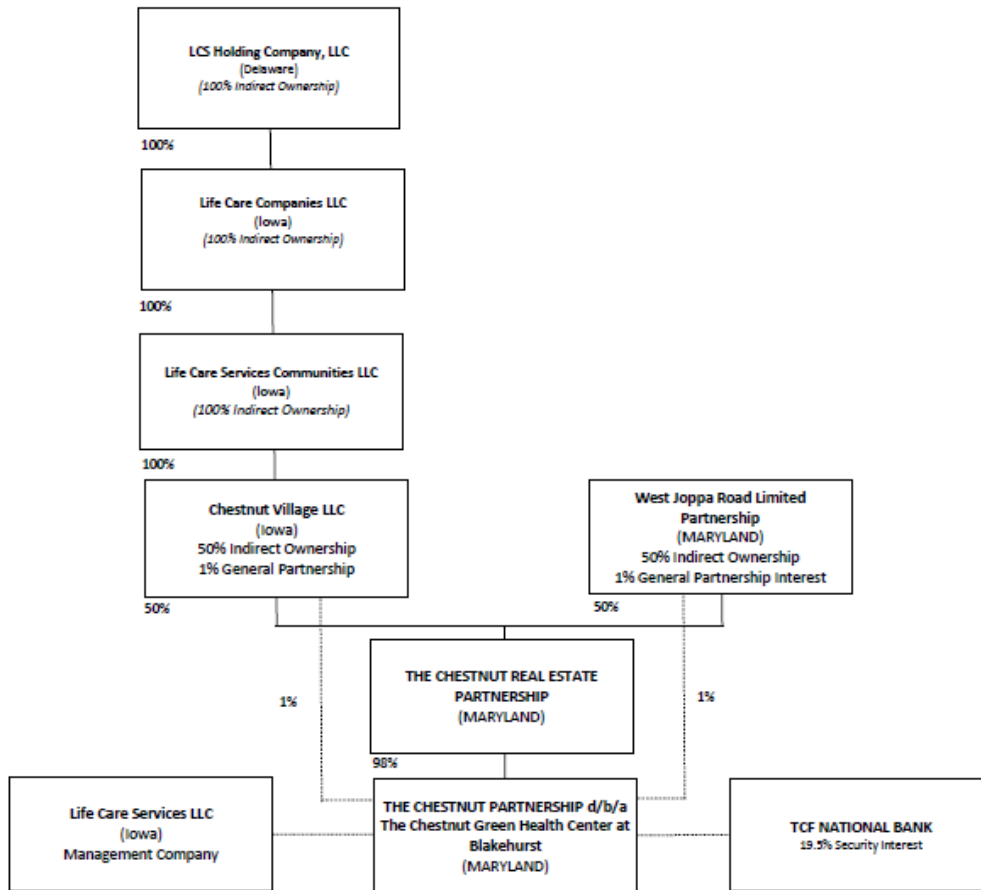 LCS Holding Company, LLC
(Delaware)
(100% Indirect Ownership)
100%
Life Care Companies LLC
(Iowa)
(100% Indirect Ownership)
100%
Life Care Services Communities LLC
(Iowa)
(100% Indirect Ownership)
100%
Chestnut Village LLC
(Iowa)
50% Indirect Ownership
1% General Partnership
50%
West Joppa Road Limited
Partnership
(MARYLAND)
50% Indirect Ownership
1% General Partnership Interest
50%
THE CHESTNUT REAL ESTATE
PARTNERSHIP
(MARYLAND)
1%
1%
98%
Life Care Services LLC
(Iowa)
Management Company
THE CHESTNUT PARTNERSHIP d/b/a
The Chestnut Green Health Center at
Blakehurst
(MARYLAND)
TCF NATIONAL BANK
19.5% Security Interest